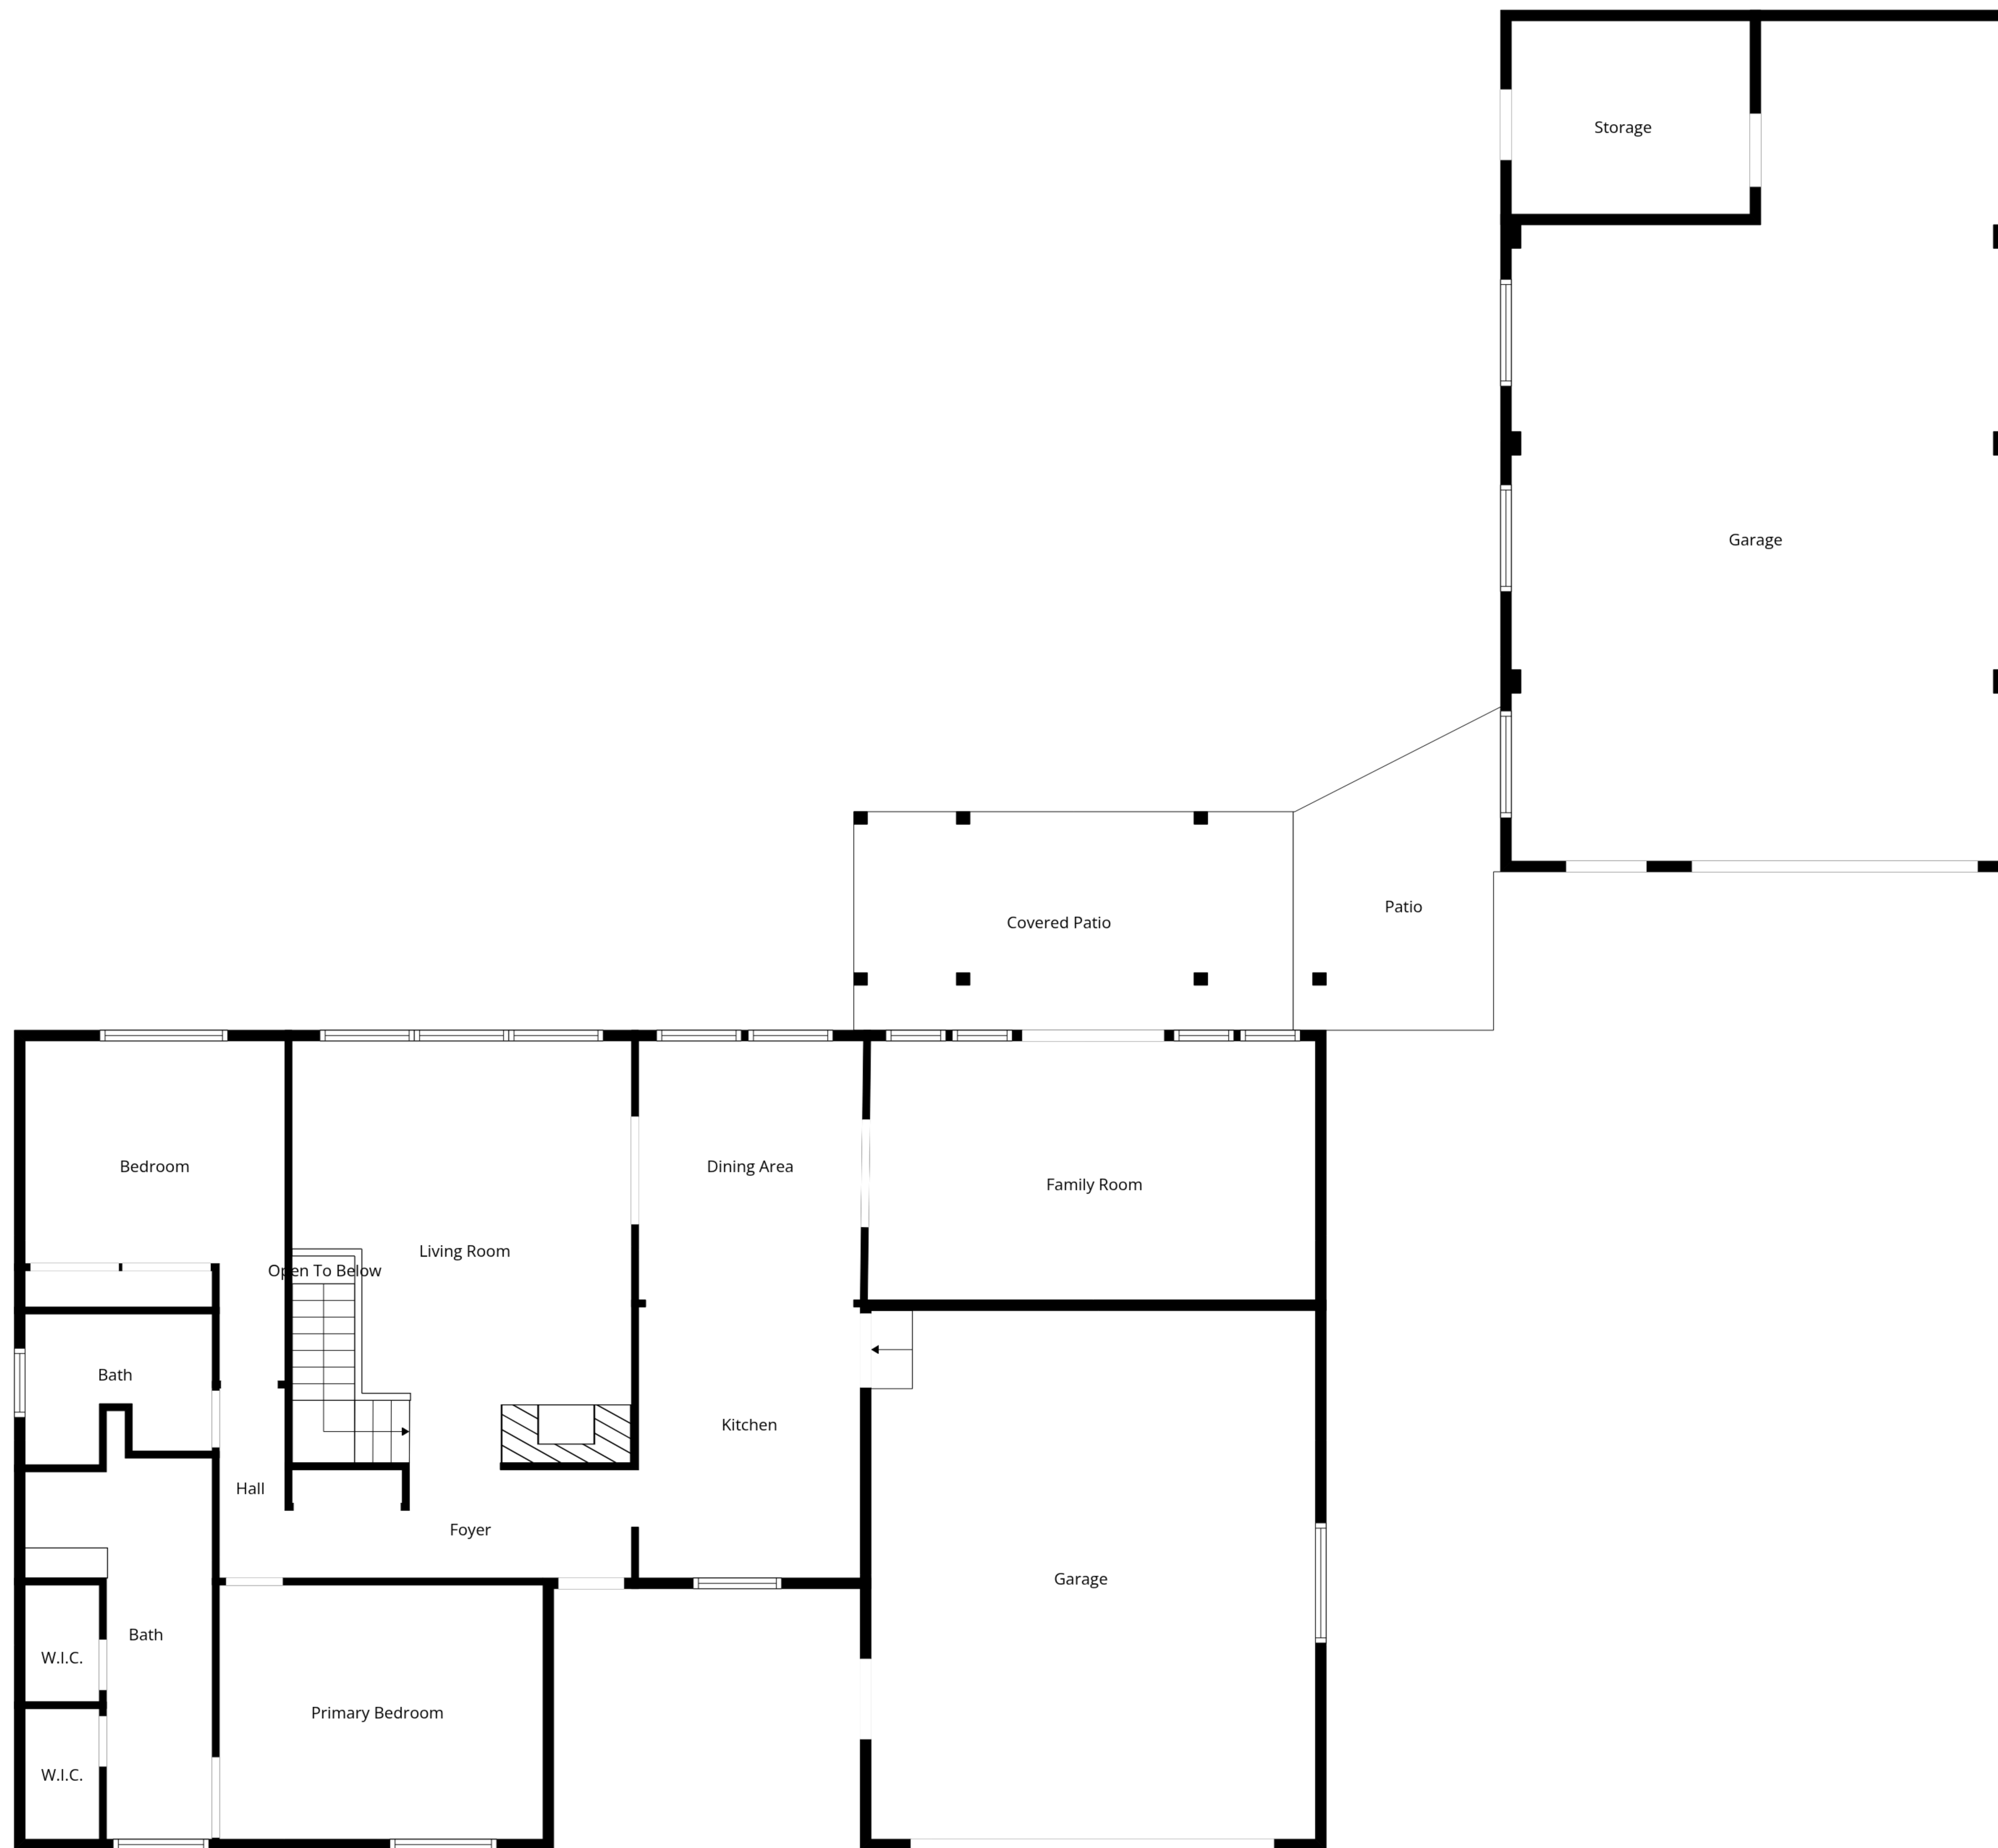 Storage
Garage
Patio
Covered Patio
Bedroom
Dining Area
Family Room
Living Room
Open To Below
Bath
Kitchen
Hall
Foyer
Garage
Bath
W.I.C.
Primary Bedroom
W.I.C.